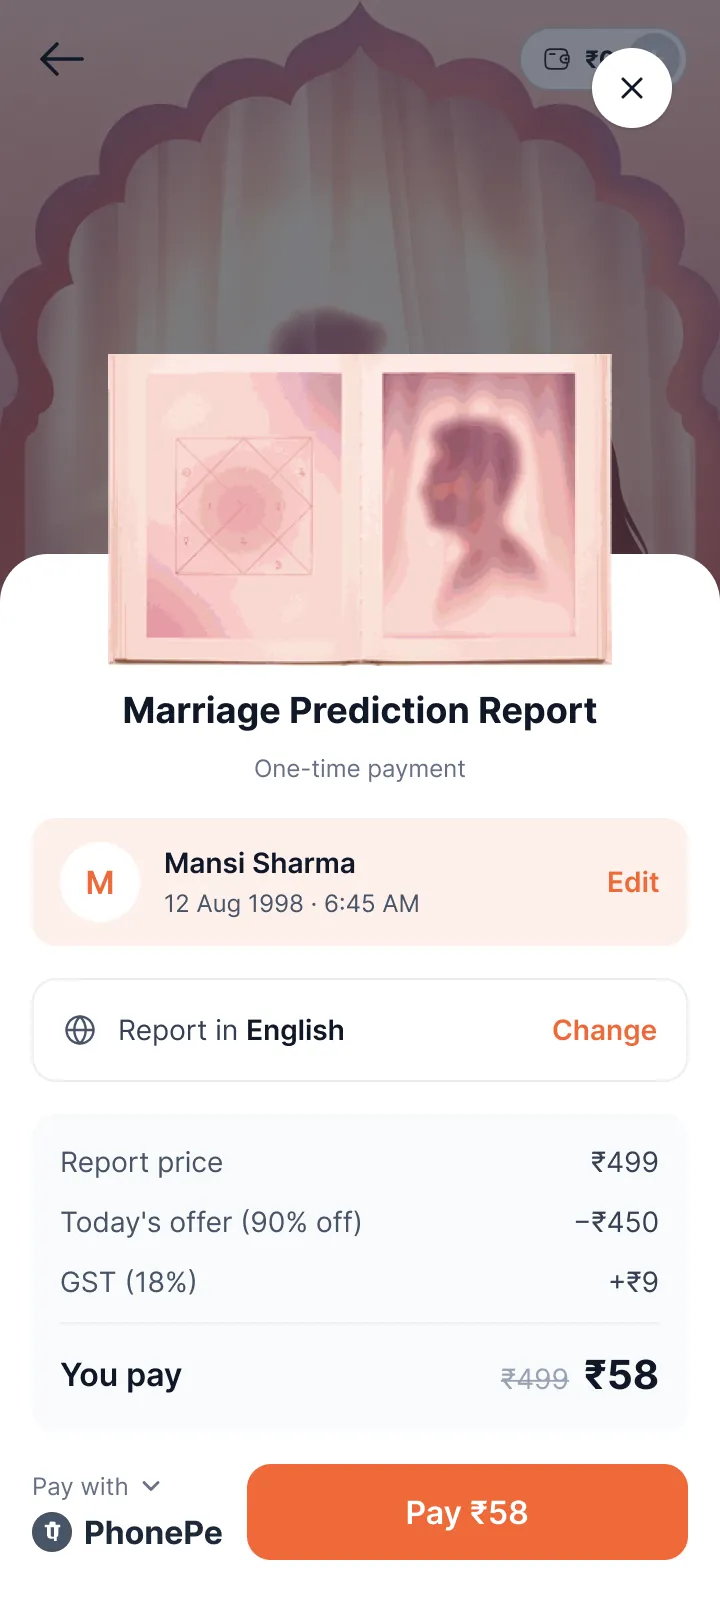 Marriage Prediction Report
One-time payment
M
Mansi Sharma
12 Aug 1998 · 6:45 AM
Edit
Report in English
Change
Report price ₹499
Today's offer (90% off) −₹450
GST (18%) +₹9
You pay ₹499 ₹58
Pay with
PhonePe
Pay ₹58